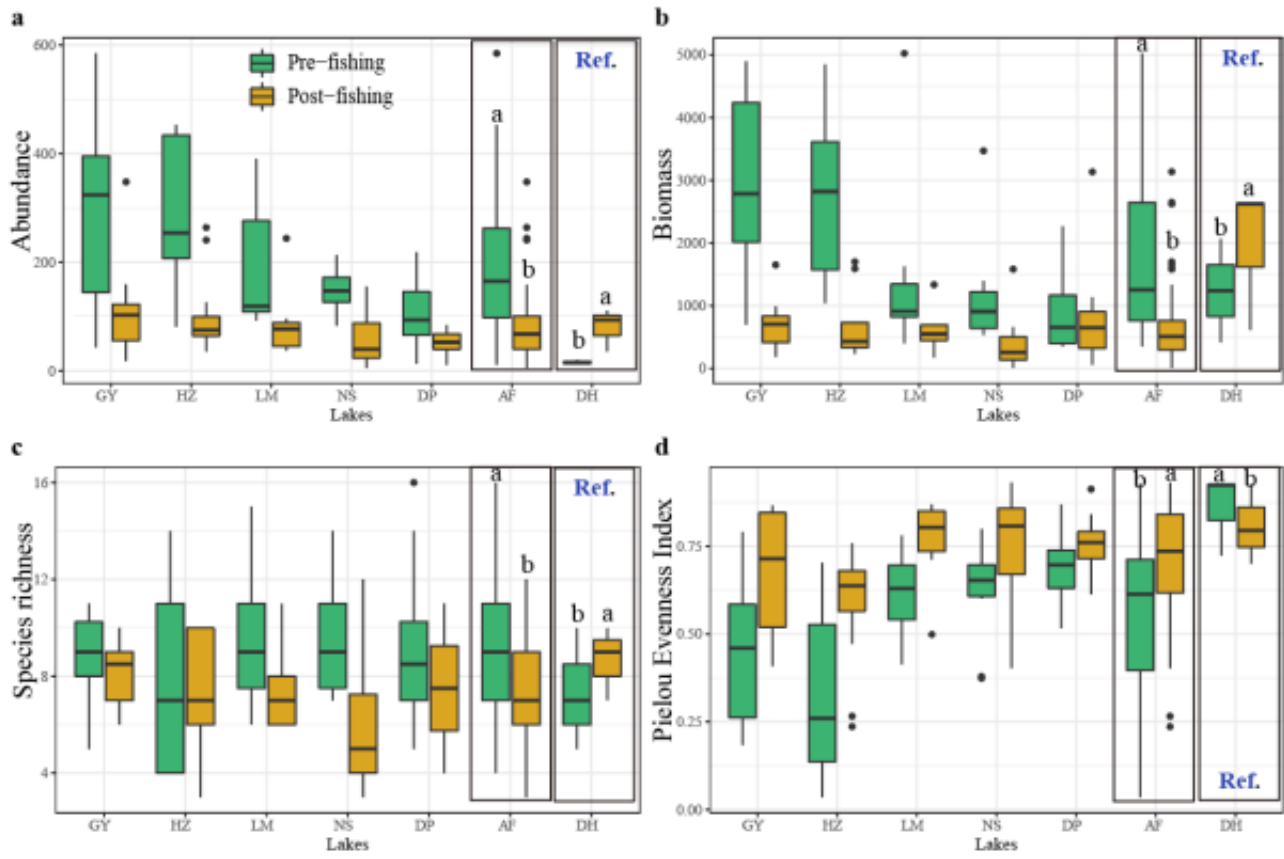 a
600
400
200
0
Abundance
Pre-fishing
Post-fishing
a
b
b
a
Ref.
GY HZ LM NS DP AF DH
Lakes
b
5000
4000
3000
2000
1000
0
Biomass
a
b
b
a
Ref.
GY HZ LM NS DP AF DH
Lakes
c
16
12
8
4
Species richness
a
b
b
a
Ref.
GY HZ LM NS DP AF DH
Lakes
d
0.75
0.50
0.25
0.00
Pielou Evenness Index
b
a
a
b
Ref.
GY HZ LM NS DP AF DH
Lakes